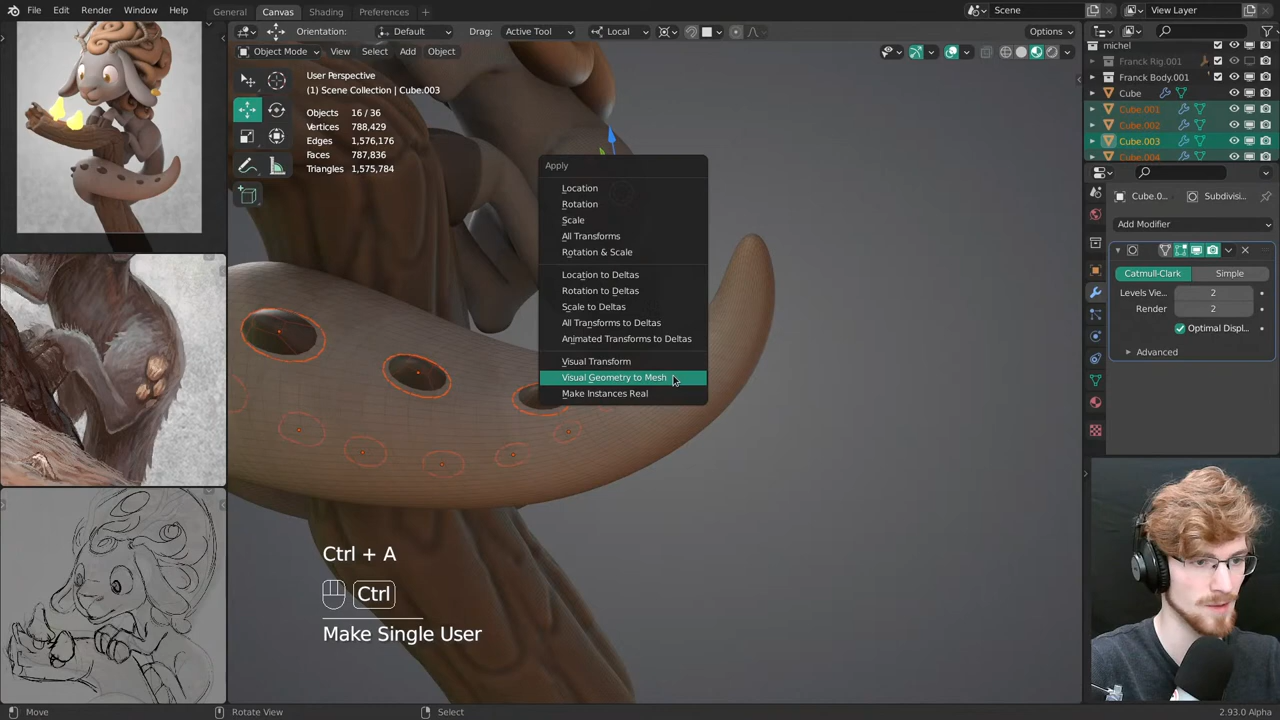 File Edit Render Window Help General Canvas Shading Preferences + Scene View Layer
Orientation: Default Drag: Active Tool Local Options
Object Mode View Select Add Object
User Perspective
(1) Scene Collection | Cube.003
Objects 16 / 36
Vertices 788,429
Edges 1,576,176
Faces 787,836
Triangles 1,575,784
Apply
Location
Rotation
Scale
All Transforms
Rotation & Scale
Location to Deltas
Rotation to Deltas
Scale to Deltas
All Transforms to Deltas
Animated Transforms to Deltas
Visual Transform
Visual Geometry to Mesh
Make Instances Real
Ctrl + A
Ctrl
Make Single User
michel
Franck Rig.001
Franck Body.001
Cube
Cube.001
Cube.002
Cube.003
Cube.004
Cube.0... Subdivisi...
Add Modifier
Catmull-Clark Simple
Levels Vie... 2
Render 2
Optimal Displ...
Advanced
Move Rotate View Select 2.93.0 Alpha